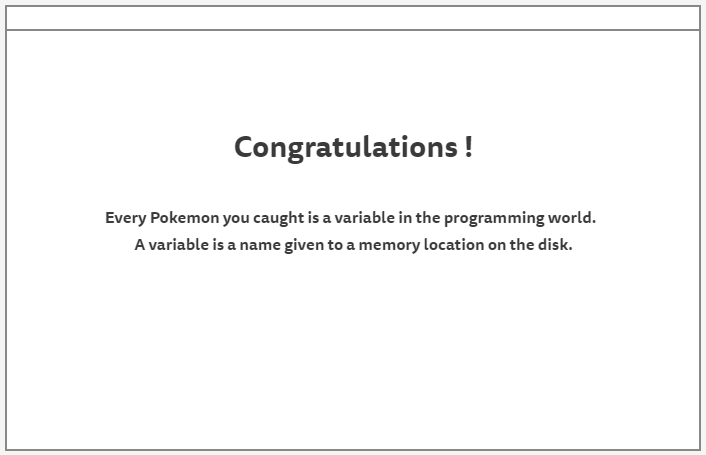 Congratulations !
Every Pokemon you caught is a variable in the programming world.
A variable is a name given to a memory location on the disk.